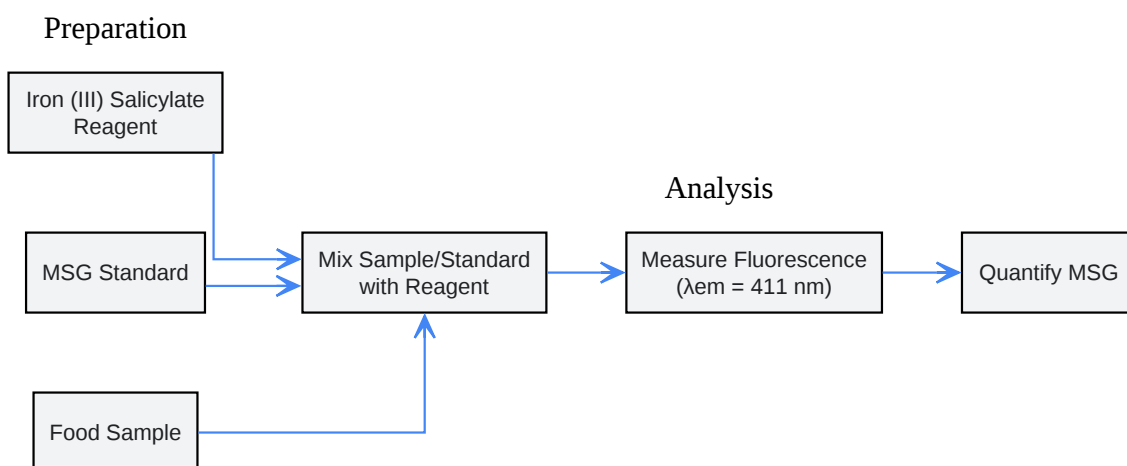 Preparation
Iron (III) Salicylate
Reagent
Analysis
MSG Standard
Mix Sample/Standard
with Reagent
Measure Fluorescence
(λem = 411 nm)
Quantify MSG
Food Sample